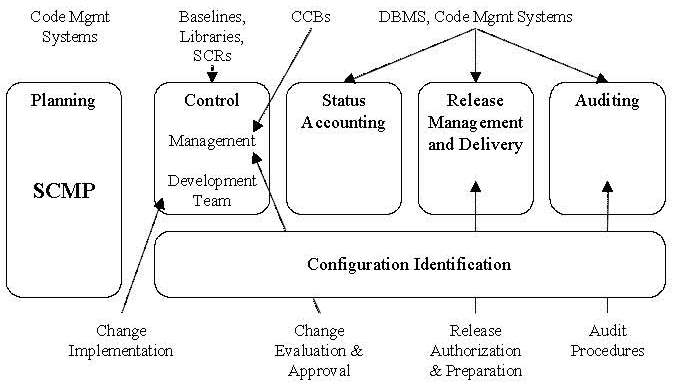 Code Mgmt
Systems
Baselines,
Libraries,
SCRs
CCBs
DBMS, Code Mgmt Systems
Planning
SCMP
Control
Management
Development
Team
Status
Accounting
Release
Management
and Delivery
Auditing
Configuration Identification
Change
Implementation
Change
Evaluation &
Approval
Release
Authorization
& Preparation
Audit
Procedures